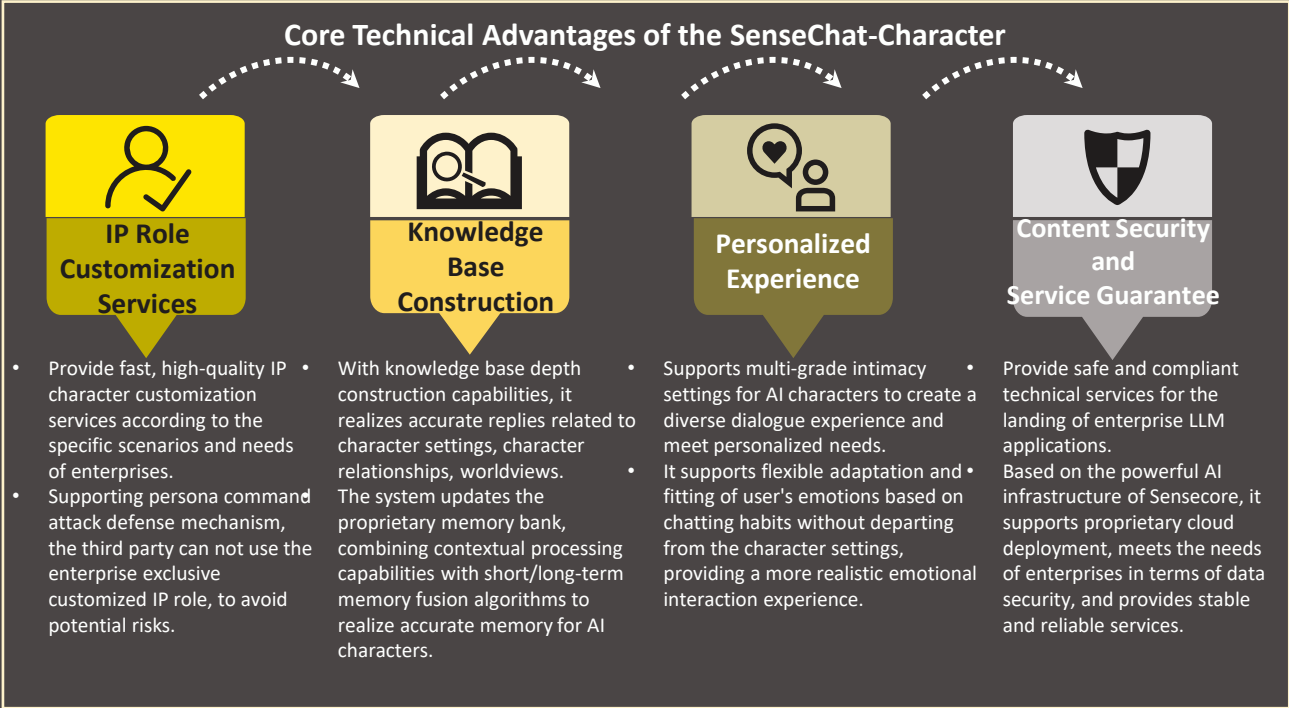 Core Technical Advantages of the SenseChat-Character
IP Role
Customization
Services
• Provide fast, high-quality IP
character customization
services according to the
specific scenarios and needs
of enterprises.
• Supporting persona command
attack defense mechanism,
the third party can not use the
enterprise exclusive
customized IP role, to avoid
potential risks.
Knowledge
Base
Construction
• With knowledge base depth
construction capabilities, it
realizes accurate replies related to
character settings, character
relationships, worldviews.
• The system updates the
proprietary memory bank,
combining contextual processing
capabilities with short/long-term
memory fusion algorithms to
realize accurate memory for AI
characters.
Personalized
Experience
• Supports multi-grade intimacy
settings for AI characters to create a
diverse dialogue experience and
meet personalized needs.
• It supports flexible adaptation and
fitting of user's emotions based on
chatting habits without departing
from the character settings,
providing a more realistic emotional
interaction experience.
Content Security
and
Service Guarantee
• Provide safe and compliant
technical services for the
landing of enterprise LLM
applications.
• Based on the powerful AI
infrastructure of Sensecore, it
supports proprietary cloud
deployment, meets the needs
of enterprises in terms of data
security, and provides stable
and reliable services.